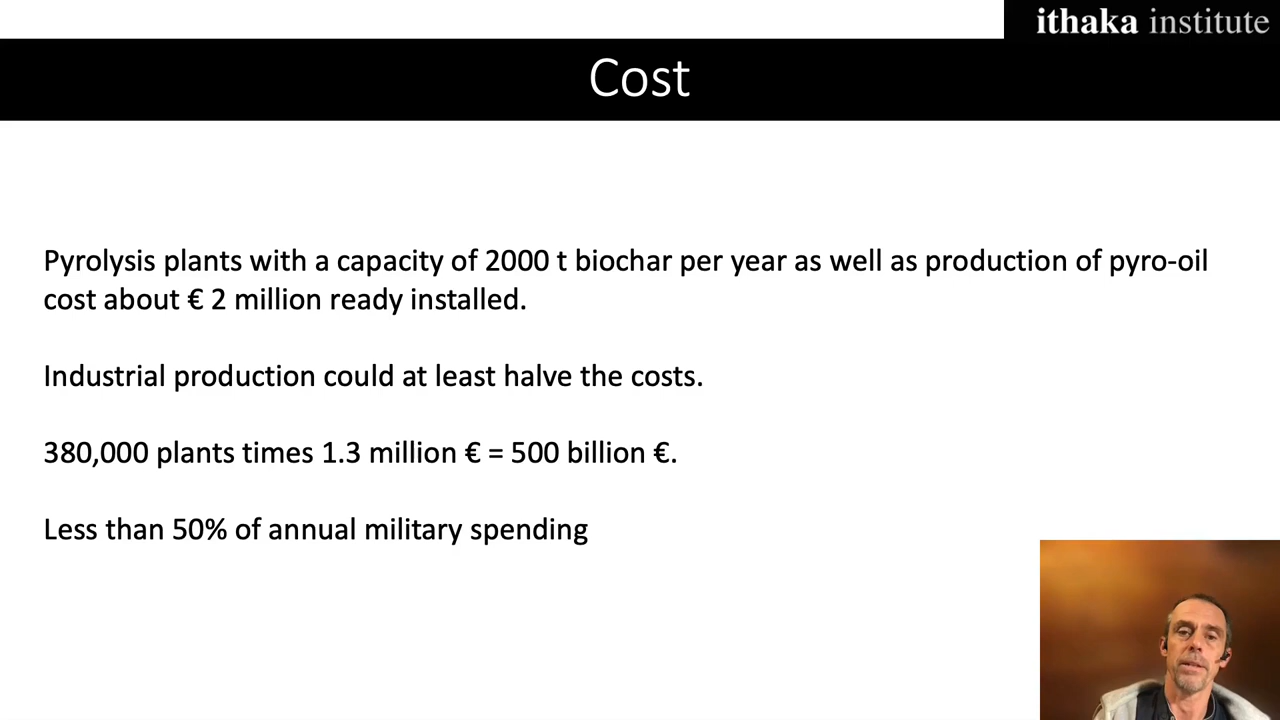 ithaka institute
Cost
Pyrolysis plants with a capacity of 2000 t biochar per year as well as production of pyro-oil
cost about € 2 million ready installed.
Industrial production could at least halve the costs.
380,000 plants times 1.3 million € = 500 billion €.
Less than 50% of annual military spending